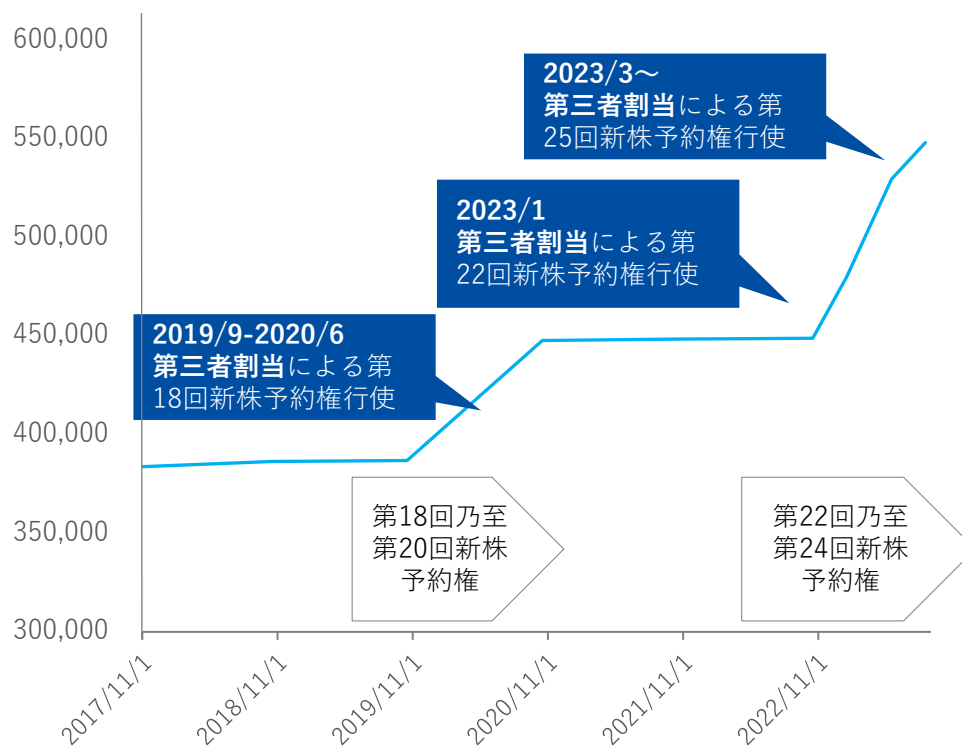 600,000
550,000
500,000
450,000
400,000
350,000
300,000
2023/3～
第三者割当による第
25回新株予約権行使
2023/1
第三者割当による第
22回新株予約権行使
2019/9-2020/6
第三者割当による第
18回新株予約権行使
第18回乃至
第20回新株
予約権
第22回乃至
第24回新株
予約権
2017/11/1
2018/11/1
2019/11/1
2020/11/1
2021/11/1
2022/11/1